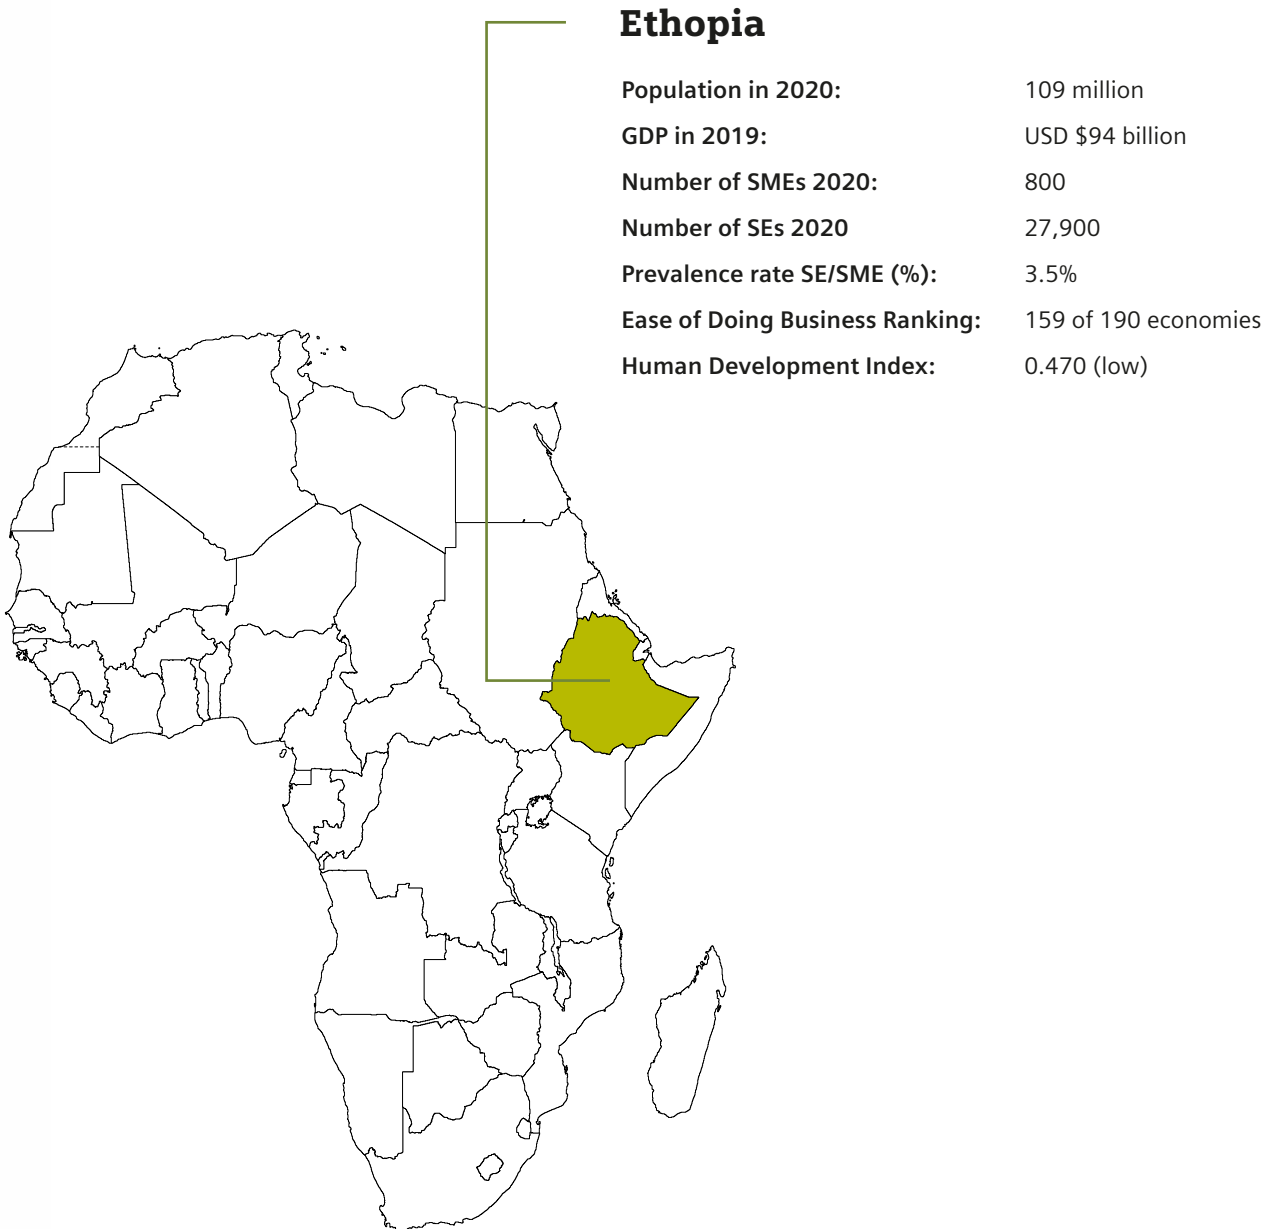 Ethopia
Population in 2020: 109 million
GDP in 2019: USD $94 billion
Number of SMEs 2020: 800
Number of SEs 2020 27,900
Prevalence rate SE/SME (%): 3.5%
Ease of Doing Business Ranking: 159 of 190 economies
Human Development Index: 0.470 (low)